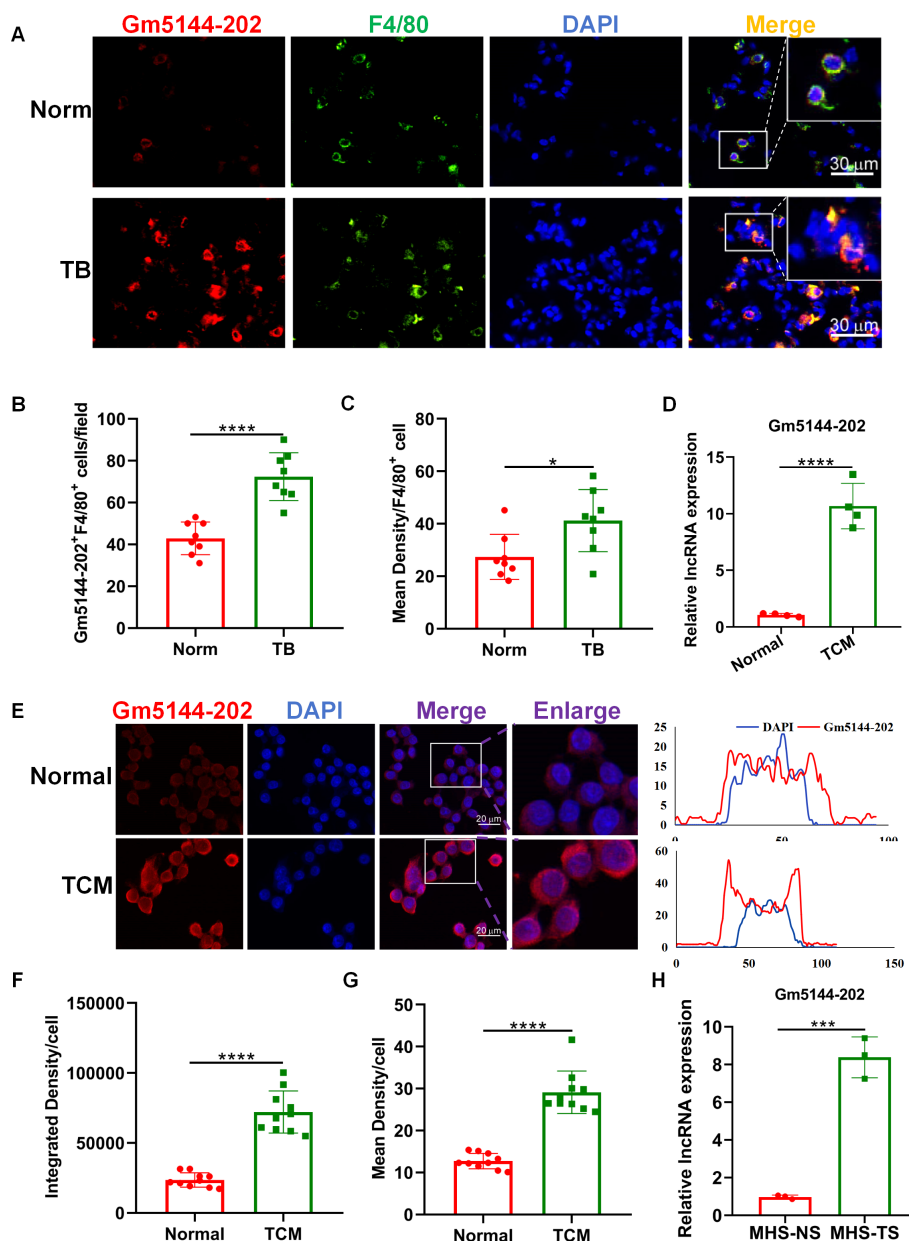 A
Gm5144-202 F4/80 DAPI Merge
Norm
30 μm
TB
30 μm
B
Gm5144-202⁺F4/80⁺ cells/field
100
80
60
40
20
0
****
Norm TB
C
Mean Density/F4/80⁺ cell
80
60
40
20
0
*
Norm TB
D
Gm5144-202
Relative lncRNA expression
15
10
5
0
****
Normal TCM
E
Gm5144-202 DAPI Merge Enlarge
Normal
20 μm
TCM
20 μm
DAPI Gm5144-202
25
20
15
10
5
0
0 50 100
60
40
20
0
0 50 100 150
F
Integrated Density/cell
150000
100000
50000
0
****
Normal TCM
G
Mean Density/cell
50
40
30
20
10
0
****
Normal TCM
H
Gm5144-202
Relative lncRNA expression
10
8
6
4
2
0
***
MHS-NS MHS-TS